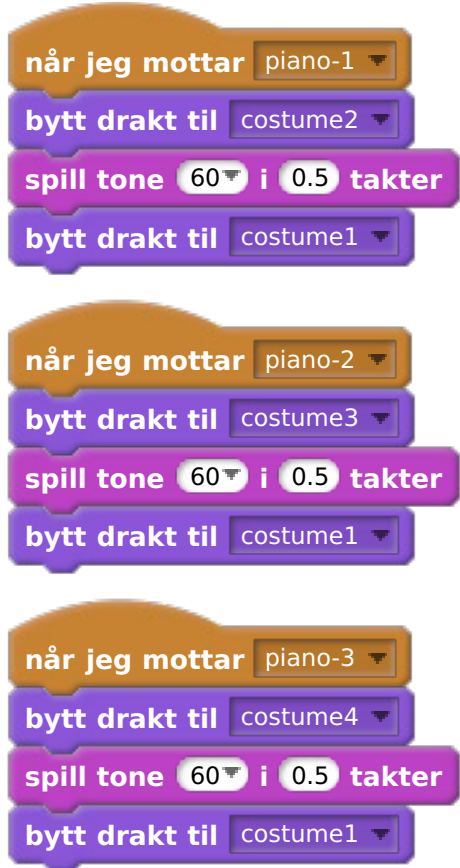 når jeg mottar piano-1
bytt drakt til costume2
spill tone 60 i 0.5 takter
bytt drakt til costume1
når jeg mottar piano-2
bytt drakt til costume3
spill tone 60 i 0.5 takter
bytt drakt til costume1
når jeg mottar piano-3
bytt drakt til costume4
spill tone 60 i 0.5 takter
bytt drakt til costume1